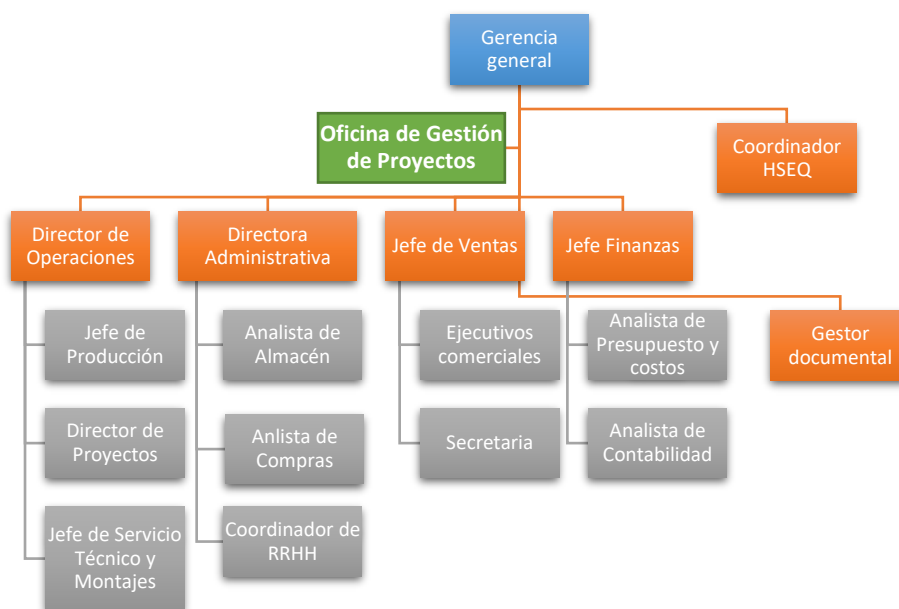 Gerencia
general
Oficina de Gestión
de Proyectos
Coordinador
HSEQ
Director de
Operaciones
Directora
Administrativa
Jefe de Ventas
Jefe Finanzas
Jefe de
Producción
Analista de
Almacén
Ejecutivos
comerciales
Analista de
Presupuesto y
costos
Gestor
documental
Director de
Proyectos
Anlista de
Compras
Secretaria
Analista de
Contabilidad
Jefe de Servicio
Técnico y
Montajes
Coordinador de
RRHH